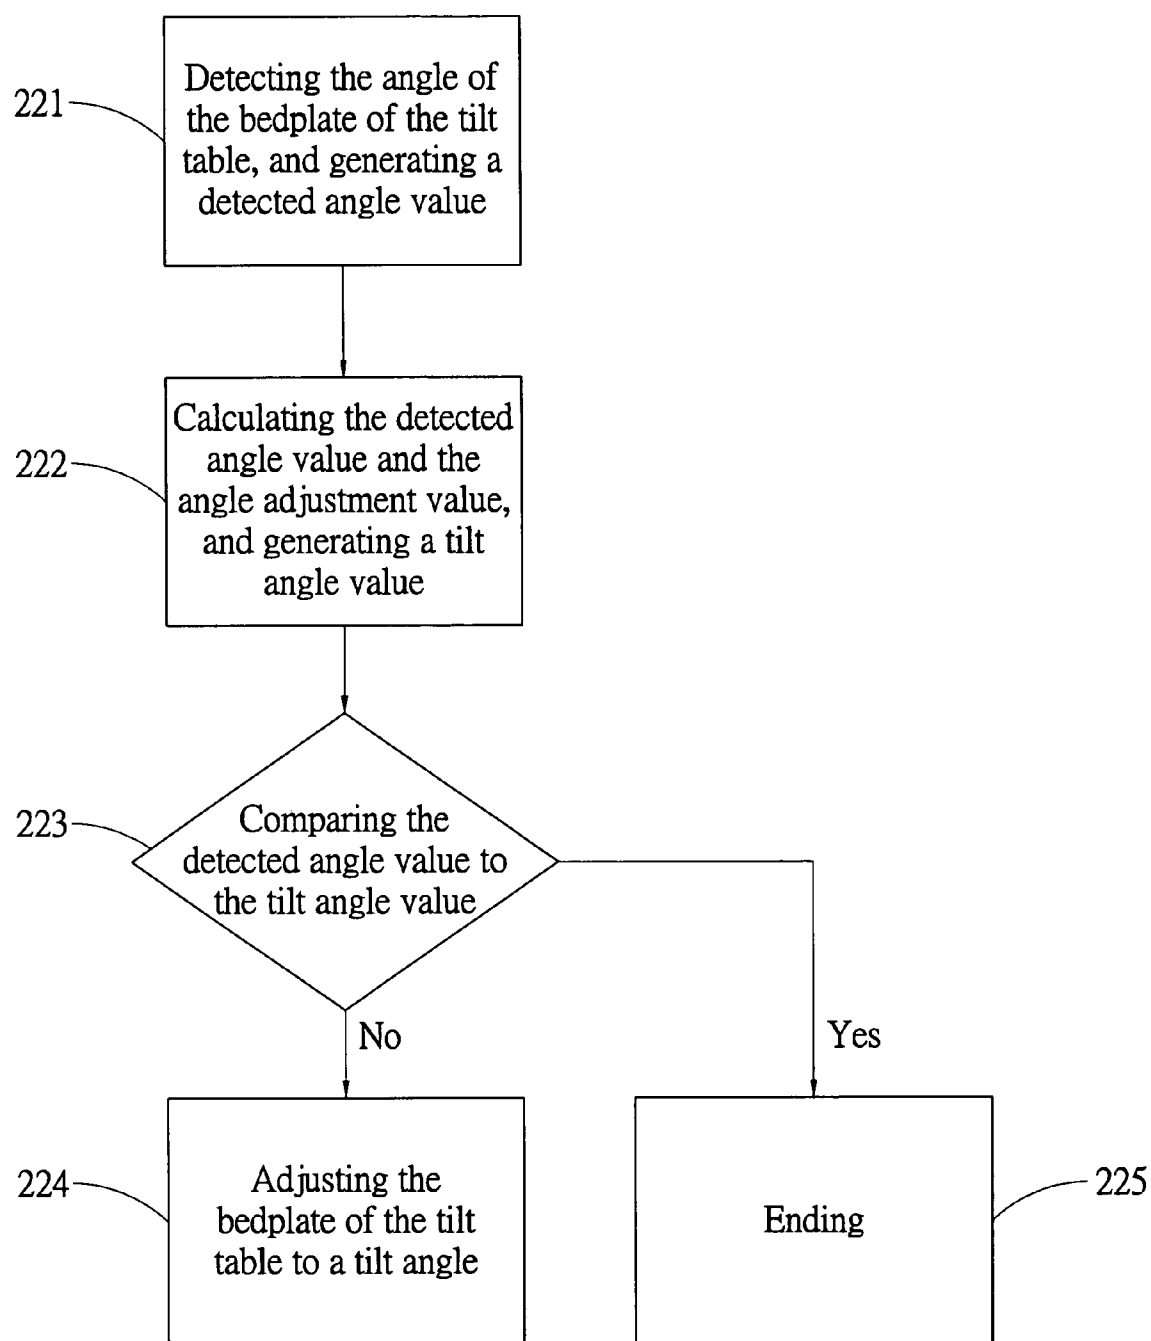 221
Detecting the angle of
the bedplate of the tilt
table, and generating a
detected angle value
222
Calculating the detected
angle value and the
angle adjustment value,
and generating a tilt
angle value
223
Comparing the
detected angle value to
the tilt angle value
No
Yes
224
Adjusting the
bedplate of the tilt
table to a tilt angle
Ending
225